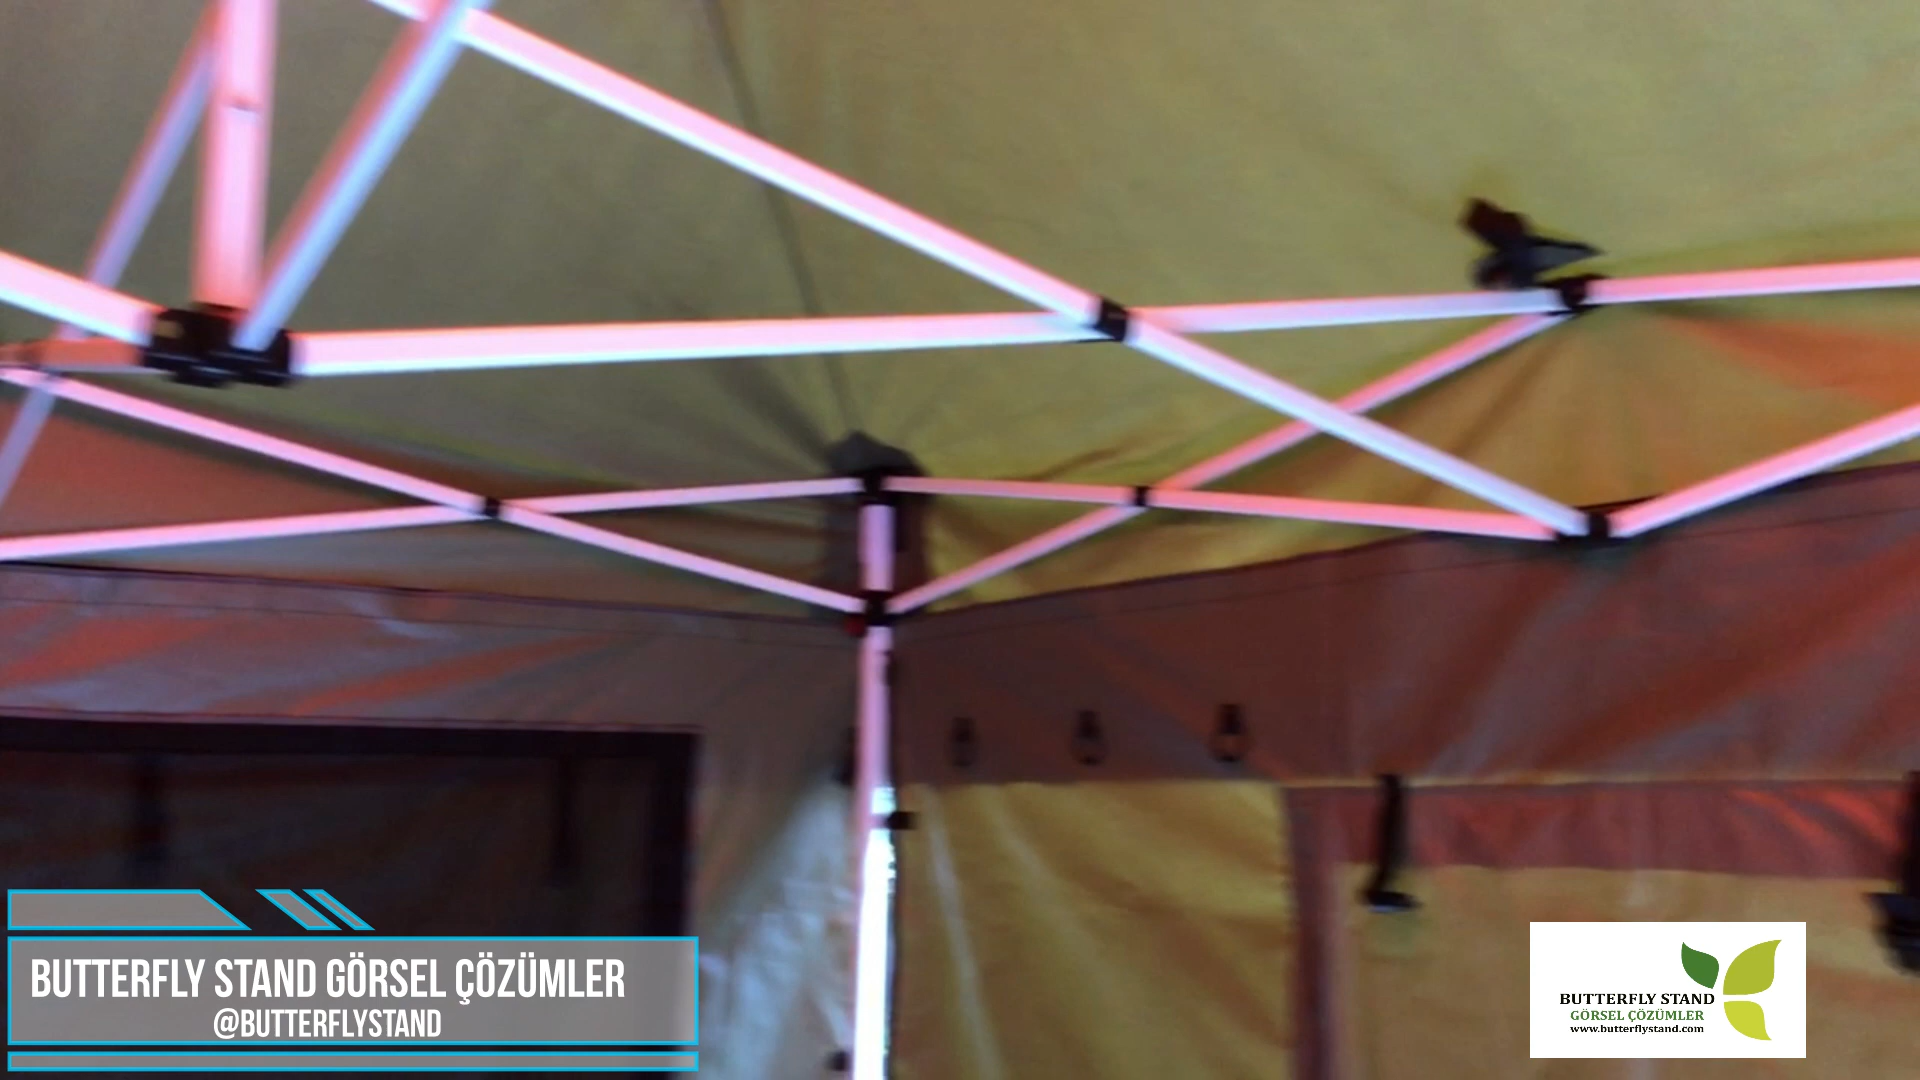 BUTTERFLY STAND GÖRSEL ÇÖZÜMLER
@BUTTERFLYSTAND
BUTTERFLY STAND
GÖRSEL ÇÖZÜMLER
www.butterflystand.com